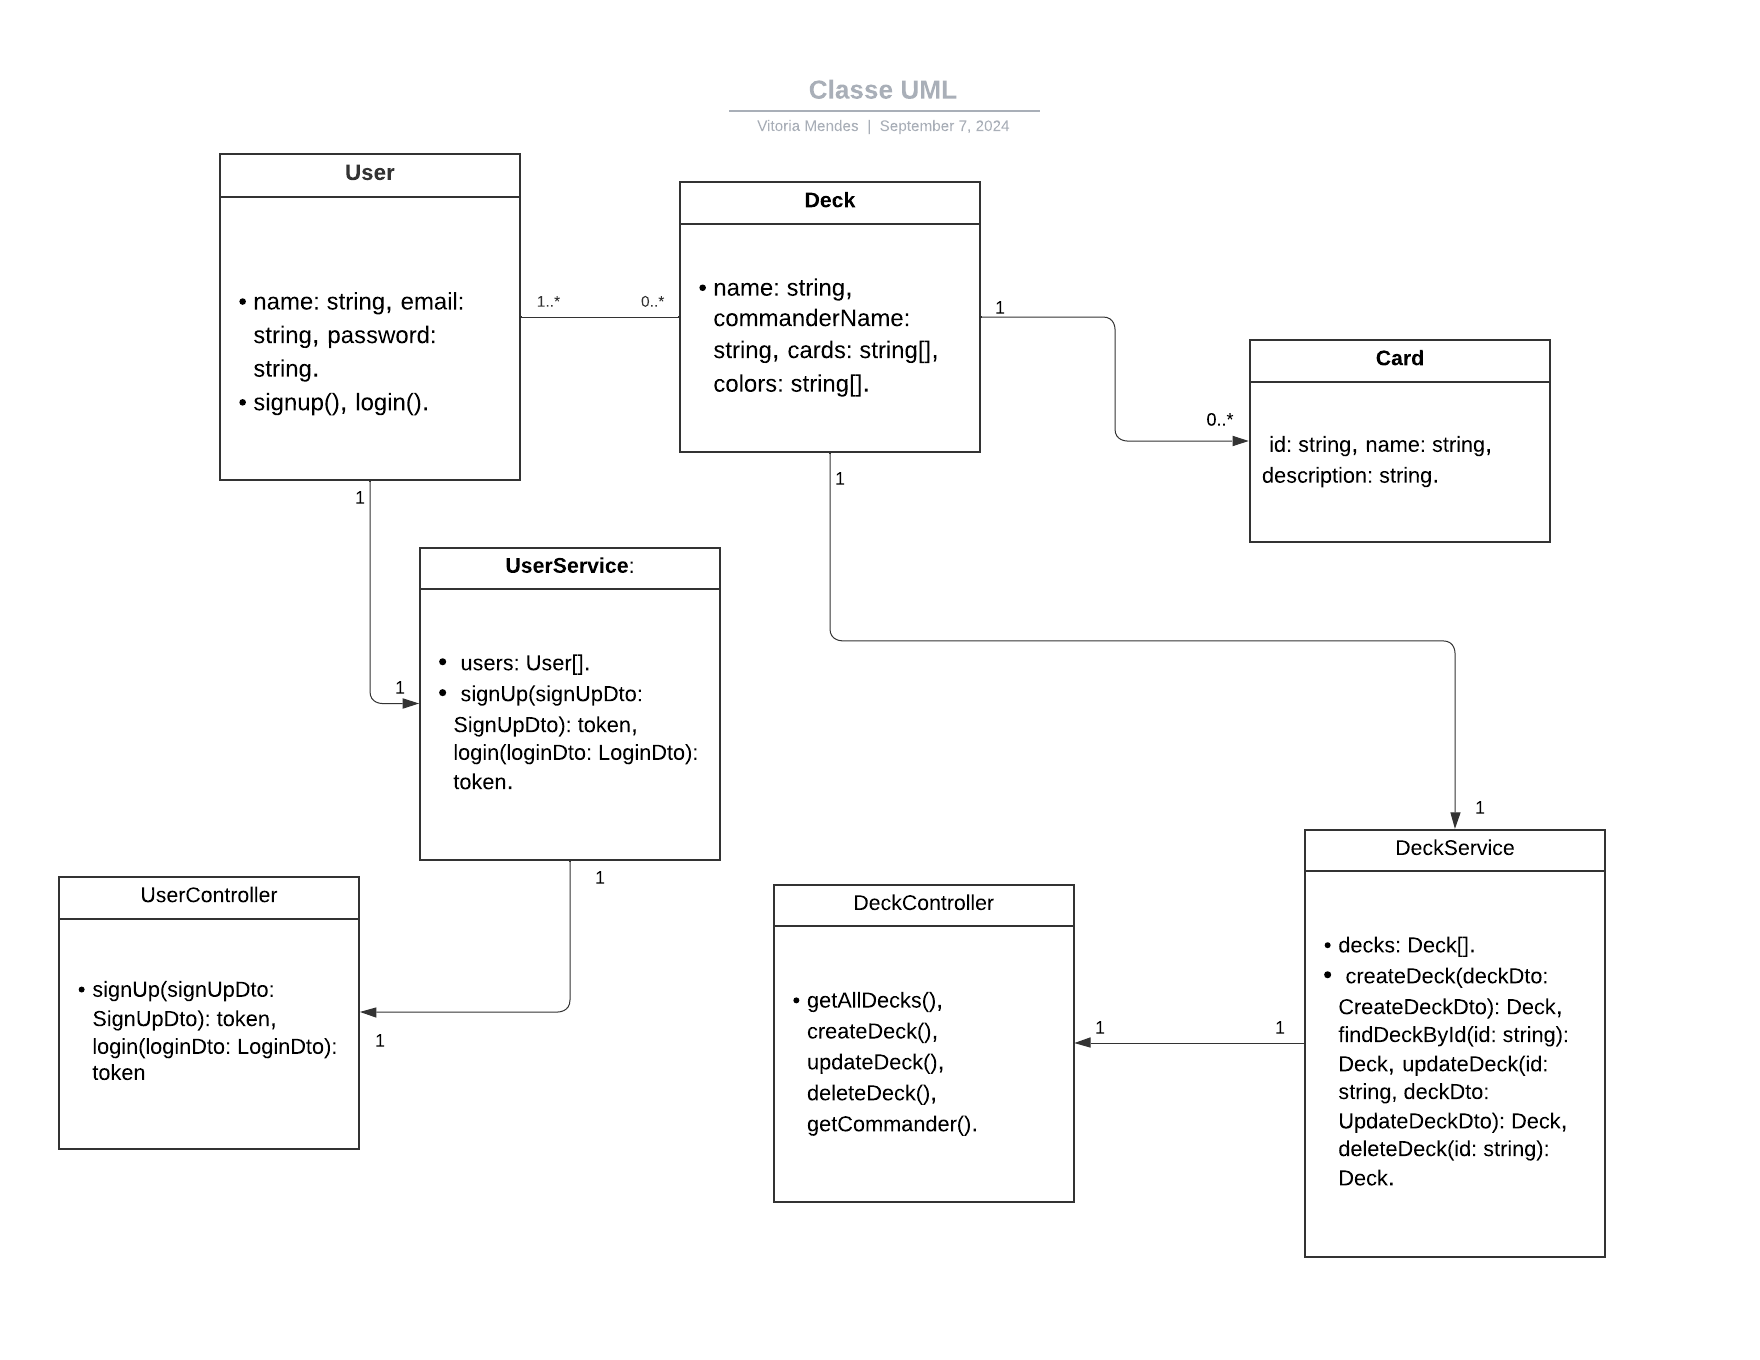 Classe UML
Vitoria Mendes | September 7, 2024
User
• name: string, email:
string, password:
string.
• signup(), login().
1..*
0..*
Deck
• name: string,
commanderName:
string, cards: string[],
colors: string[].
1
0..*
Card
id: string, name: string,
description: string.
1
1
1
UserService:
• users: User[].
• signUp(signUpDto:
SignUpDto): token,
login(loginDto: LoginDto):
token.
1
1
UserController
• signUp(signUpDto:
SignUpDto): token,
login(loginDto: LoginDto):
token
1
DeckController
• getAllDecks(),
createDeck(),
updateDeck(),
deleteDeck(),
getCommander().
1
1
DeckService
• decks: Deck[].
• createDeck(deckDto:
CreateDeckDto): Deck,
findDeckById(id: string):
Deck, updateDeck(id:
string, deckDto:
UpdateDeckDto): Deck,
deleteDeck(id: string):
Deck.